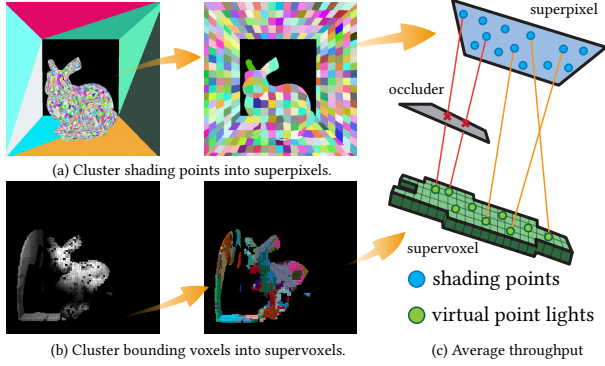 superpixel
occluder
(a) Cluster shading points into superpixels.
supervoxel
shading points
virtual point lights
(b) Cluster bounding voxels into supervoxels.
(c) Average throughput